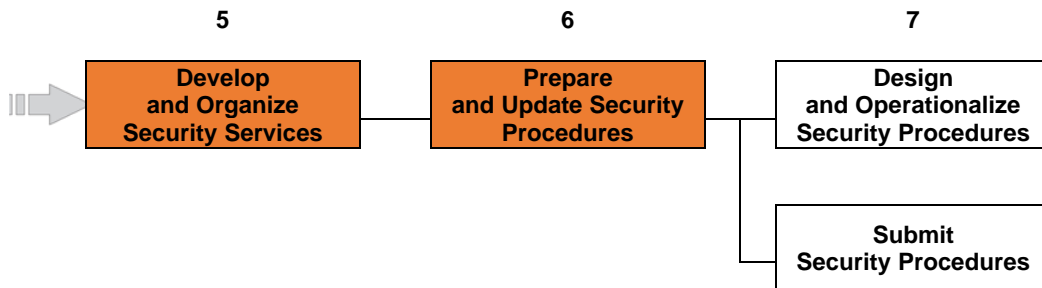 5
6
7
Develop
and Organize
Security Services
Prepare
and Update Security
Procedures
Design
and Operationalize
Security Procedures
Submit
Security Procedures